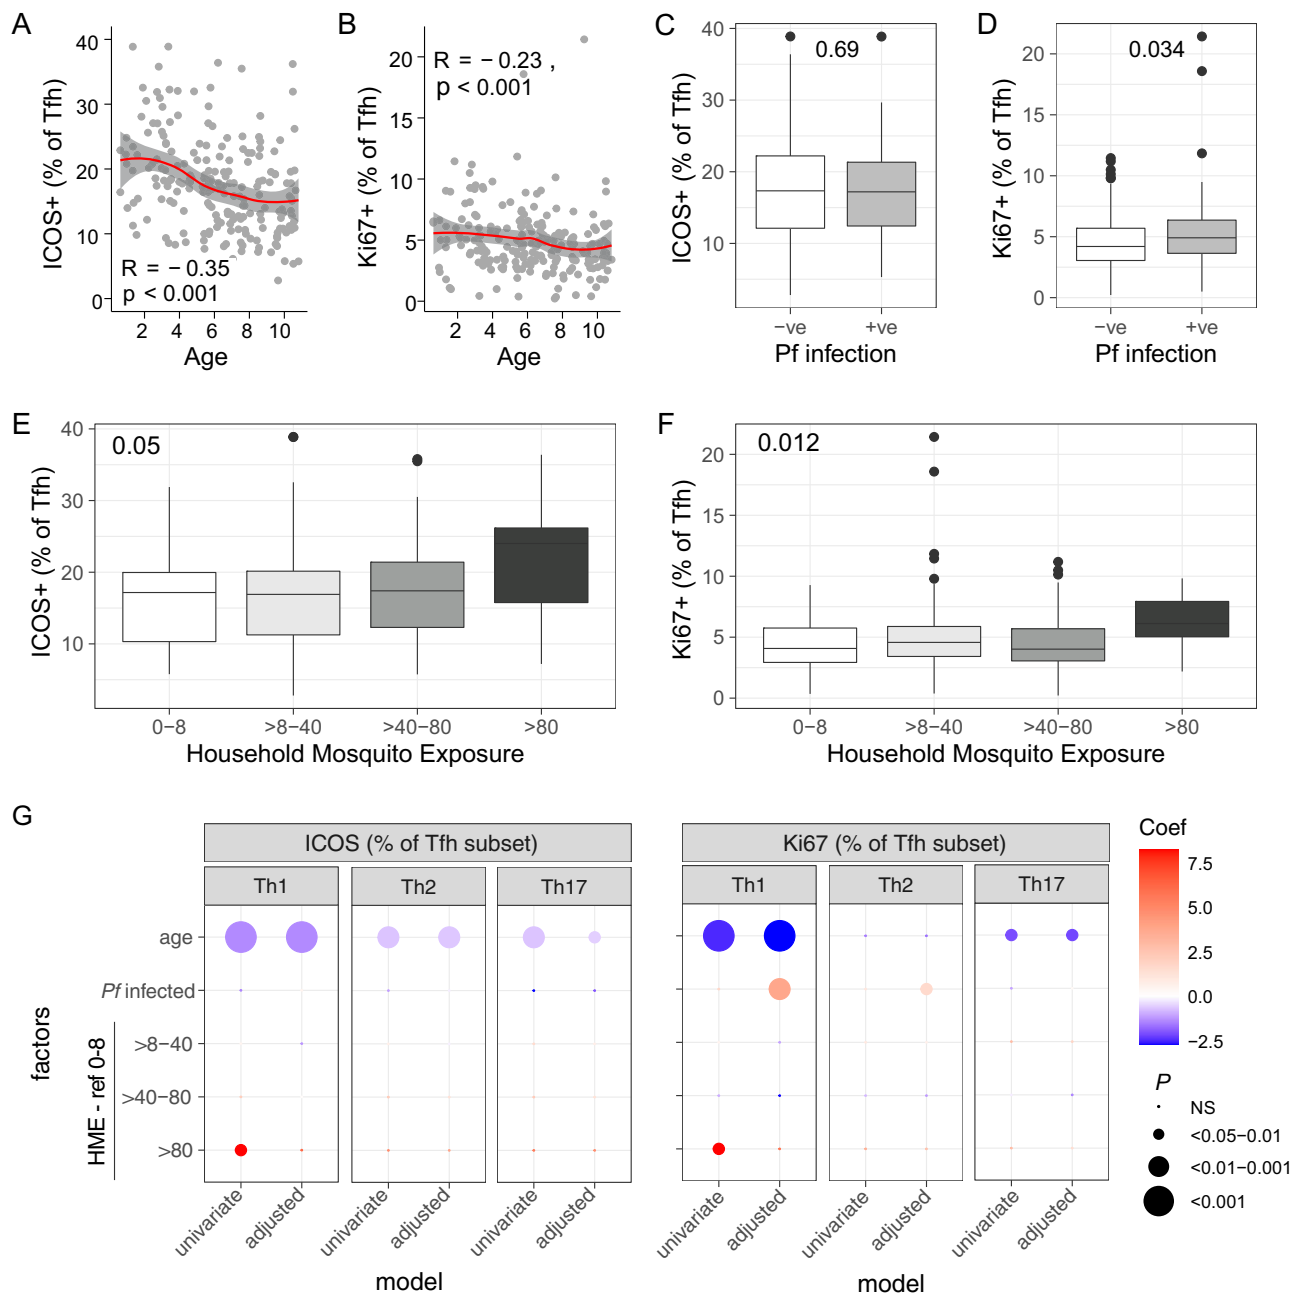 A
ICOS+ (% of Tfh)
40
30
20
10
0
R = −0.35
p < 0.001
2 4 6 8 10
Age
B
Ki67+ (% of Tfh)
20
15
10
5
0
R = −0.23 ,
p < 0.001
2 4 6 8 10
Age
C
ICOS+ (% of Tfh)
40
30
20
10
0.69
−ve +ve
Pf infection
D
Ki67+ (% of Tfh)
20
15
10
5
0
0.034
−ve +ve
Pf infection
E
ICOS+ (% of Tfh)
40
30
20
10
0.05
0−8 >8−40 >40−80 >80
Household Mosquito Exposure
F
Ki67+ (% of Tfh)
20
15
10
5
0
0.012
0−8 >8−40 >40−80 >80
Household Mosquito Exposure
G
ICOS (% of Tfh subset)
Th1 Th2 Th17
Ki67 (% of Tfh subset)
Th1 Th2 Th17
factors
HME - ref 0-8
age
Pf infected
>8−40
>40−80
>80
univariate adjusted univariate adjusted univariate adjusted
model
univariate adjusted univariate adjusted univariate adjusted
model
Coef
7.5
5.0
2.5
0.0
−2.5
P
NS
<0.05−0.01
<0.01−0.001
<0.001